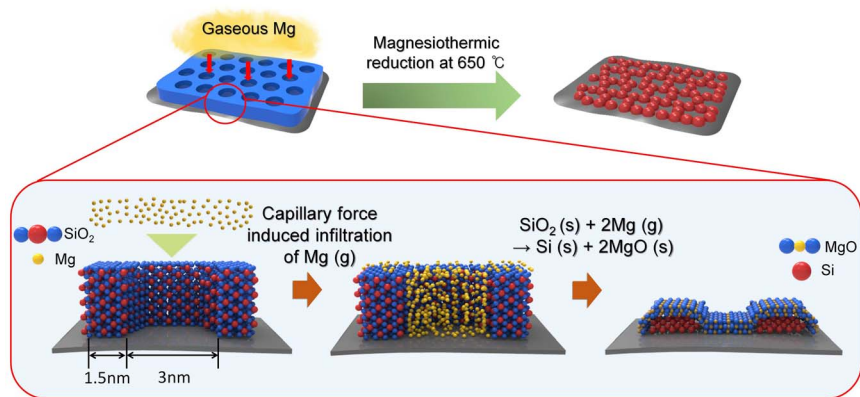 Gaseous Mg
Magnesiothermic
reduction at 650 ℃
SiO₂
Mg
Capillary force
induced infiltration
of Mg (g)
SiO₂ (s) + 2Mg (g)
→ Si (s) + 2MgO (s)
MgO
Si
1.5nm
3nm